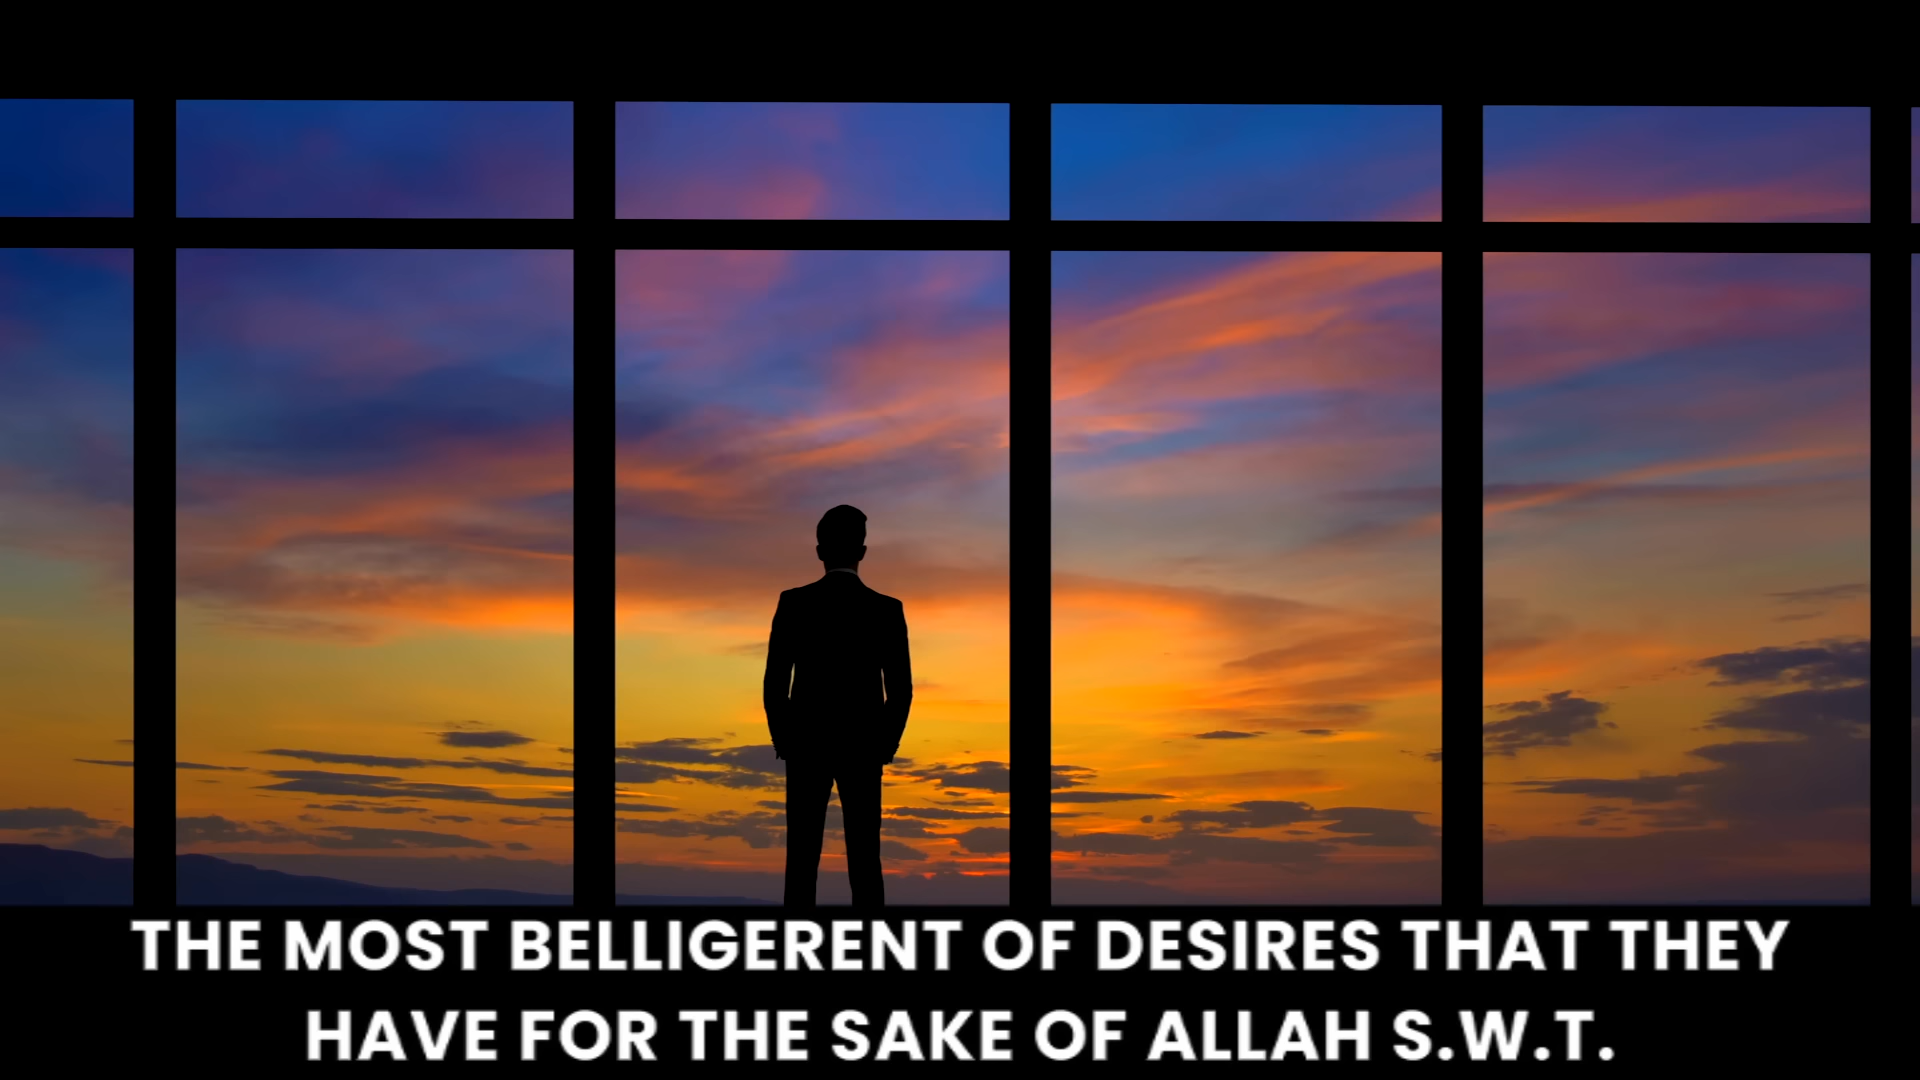 THE MOST BELLIGERENT OF DESIRES THAT THEY
HAVE FOR THE SAKE OF ALLAH S.W.T.